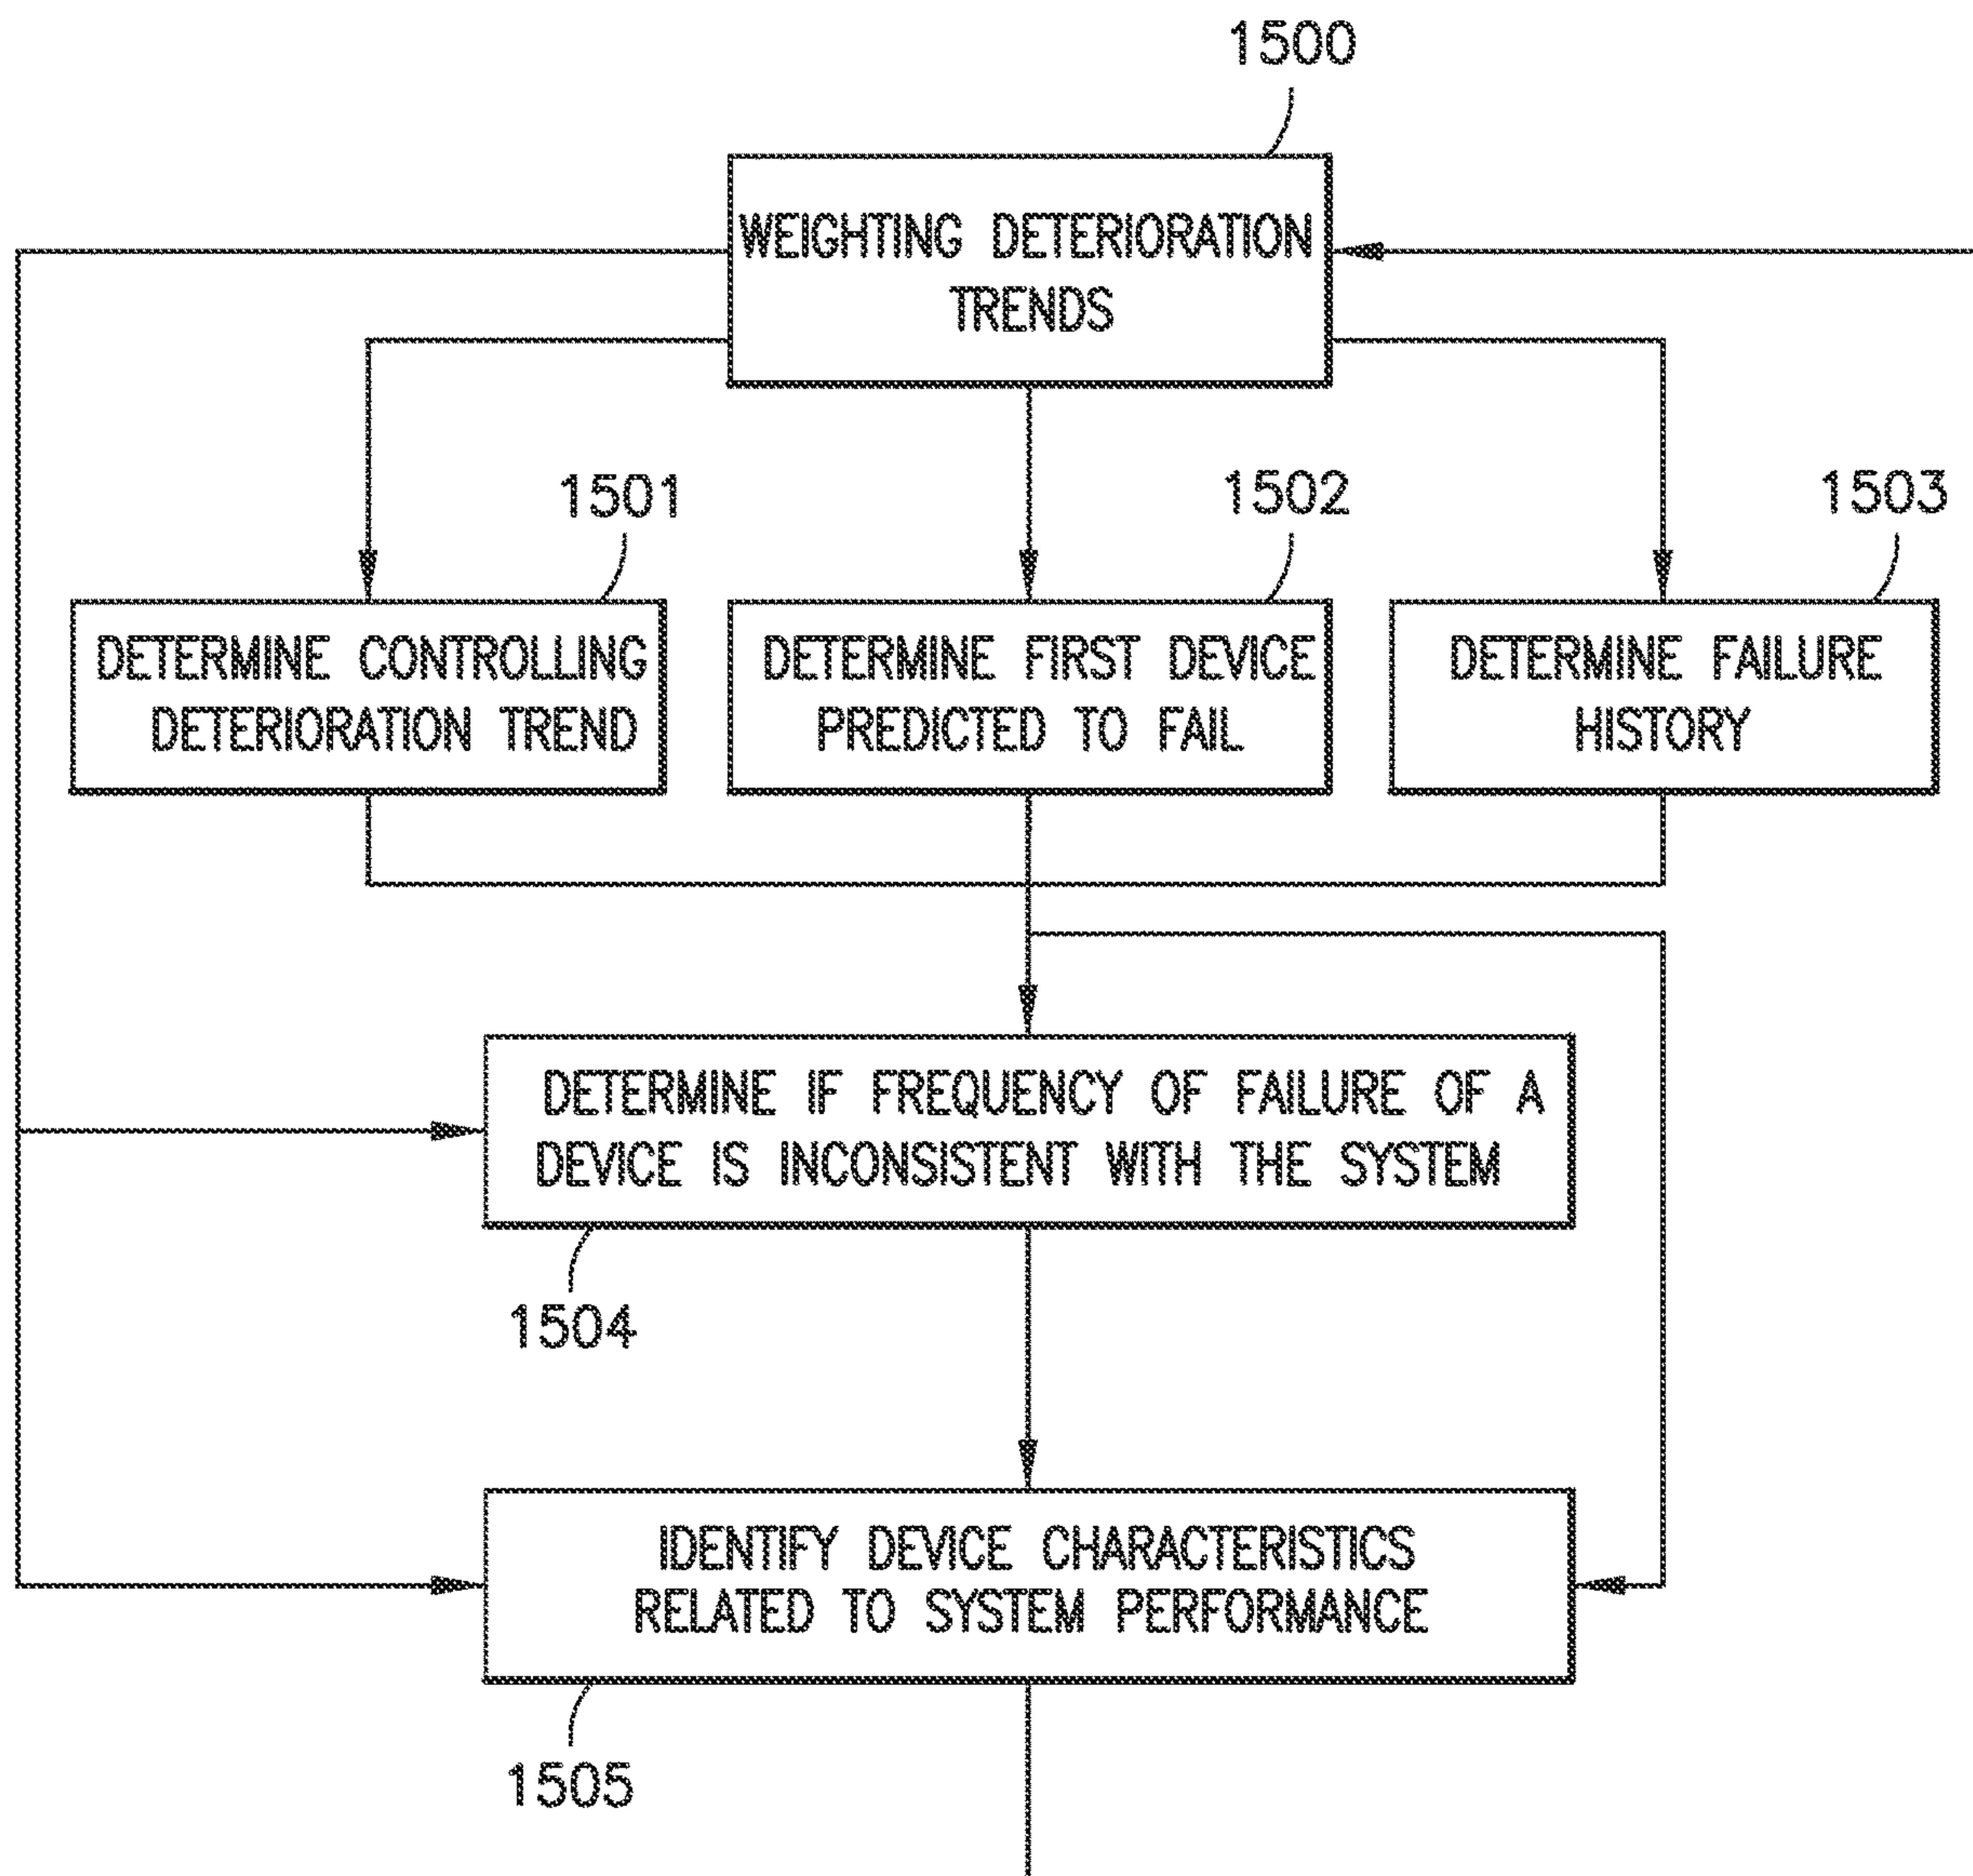 1500
WEIGHTING DETERIORATION
TRENDS
1501
1502
1503
DETERMINE CONTROLLING
DETERIORATION TREND
DETERMINE FIRST DEVICE
PREDICTED TO FAIL
DETERMINE FAILURE
HISTORY
DETERMINE IF FREQUENCY OF FAILURE OF A
DEVICE IS INCONSISTENT WITH THE SYSTEM
1504
IDENTIFY DEVICE CHARACTERISTICS
RELATED TO SYSTEM PERFORMANCE
1505